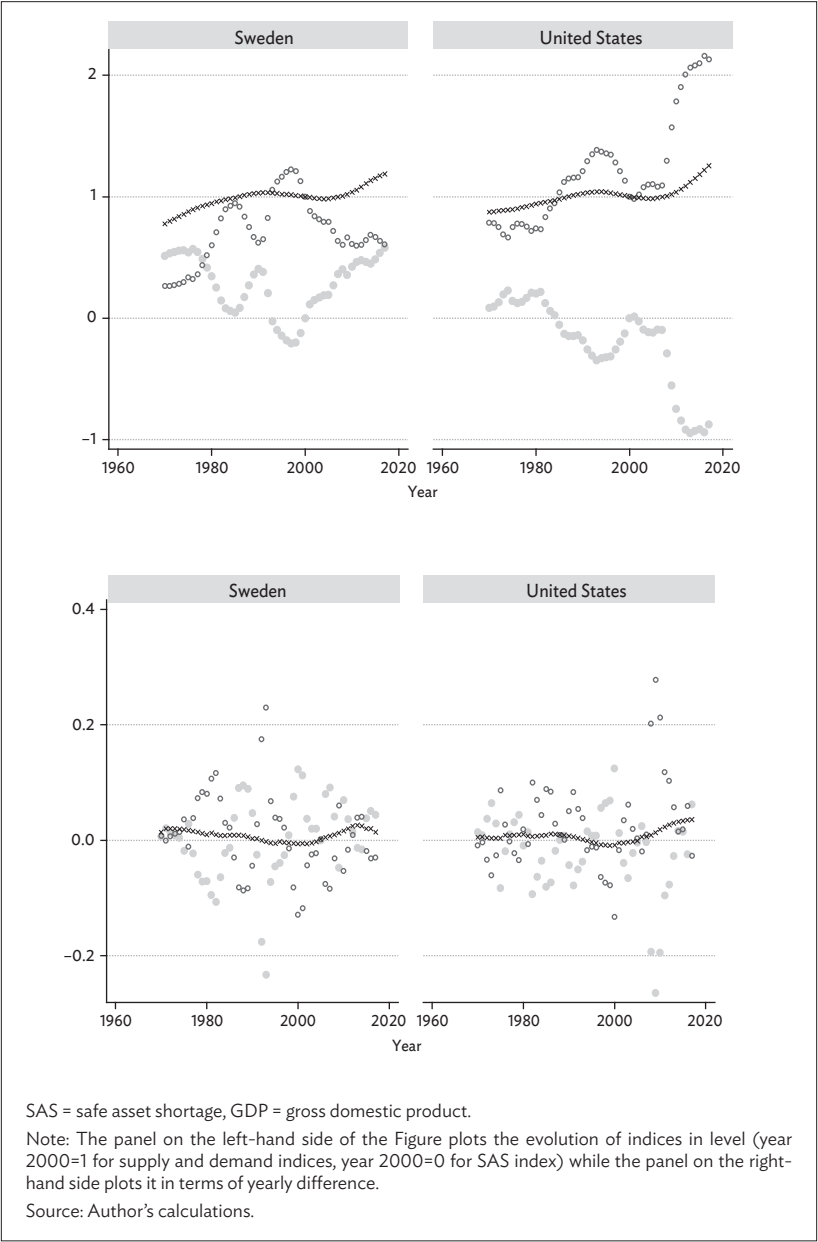 Sweden
United States
2
1
0
–1
1960 1980 2000 2020 1960 1980 2000 2020
Year
Sweden
United States
0.4
0.2
0.0
–0.2
1960 1980 2000 2020 1960 1980 2000 2020
Year
SAS = safe asset shortage, GDP = gross domestic product.
Note: The panel on the left-hand side of the Figure plots the evolution of indices in level (year
2000=1 for supply and demand indices, year 2000=0 for SAS index) while the panel on the right-
hand side plots it in terms of yearly difference.
Source: Author’s calculations.